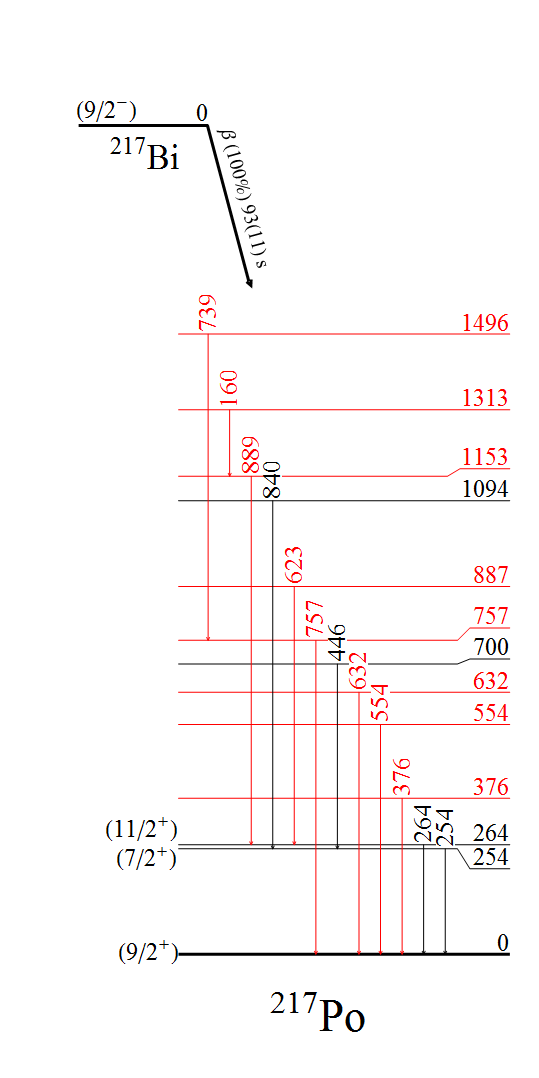 (9/2⁻) 0
²¹⁷Bi
β (100%) 93(11) s
739 1496
160 1313
889 1153
840 1094
623 887
757 757
446 700
632 632
554 554
376 376
(11/2⁺) 264 264
(7/2⁺) 254 254
(9/2⁺) 0
²¹⁷Po